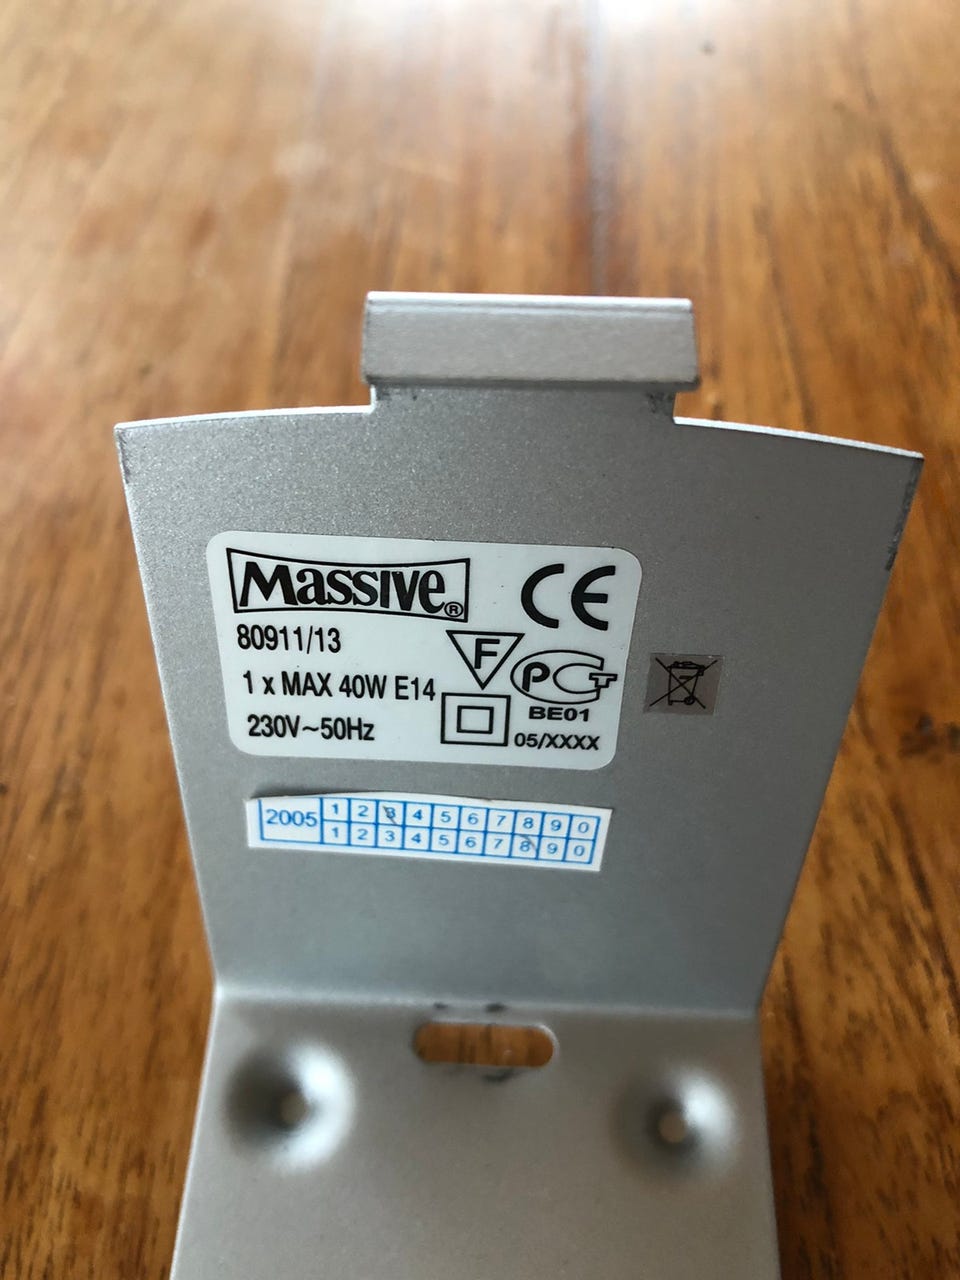 Massive®
CE
80911/13
F
PCT
1 x MAX 40W E14
BE01
230V~50Hz
05/XXXX
2005 1 2 3 4 5 6 7 8 9 0
1 2 3 4 5 6 7 8 9 0